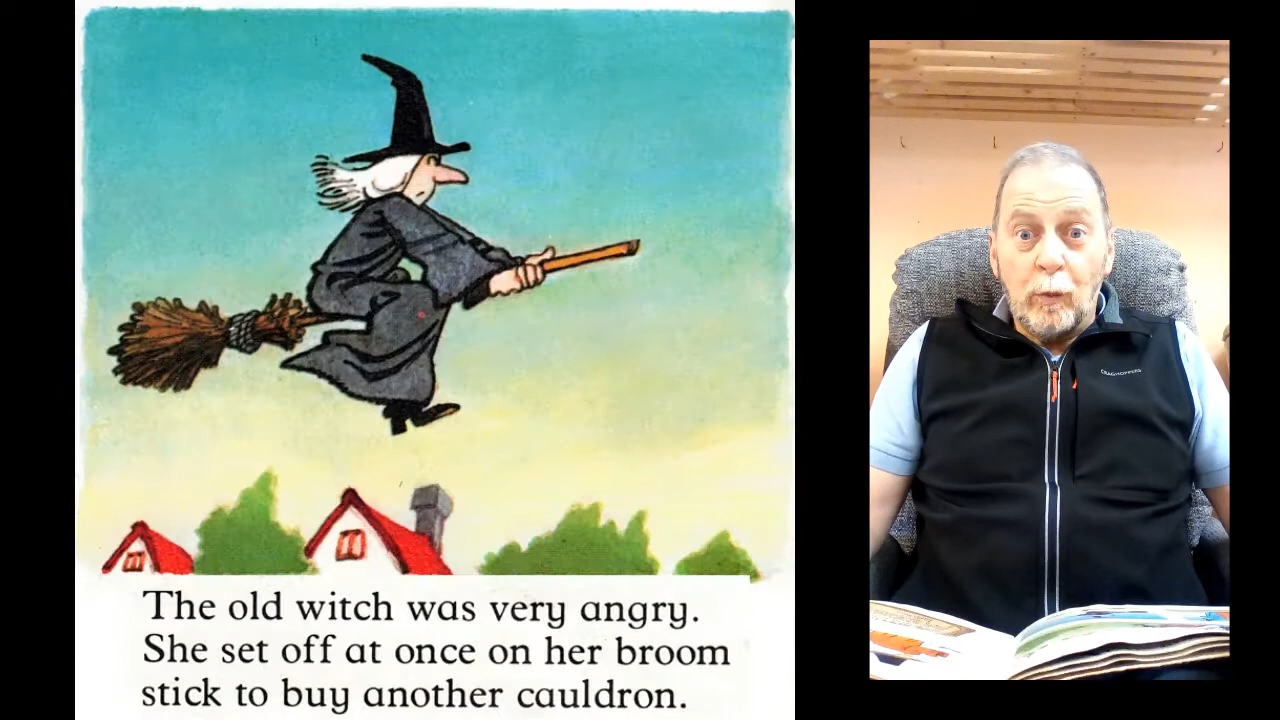 The old witch was very angry.
She set off at once on her broom
stick to buy another cauldron.
CRAGHOPPERS